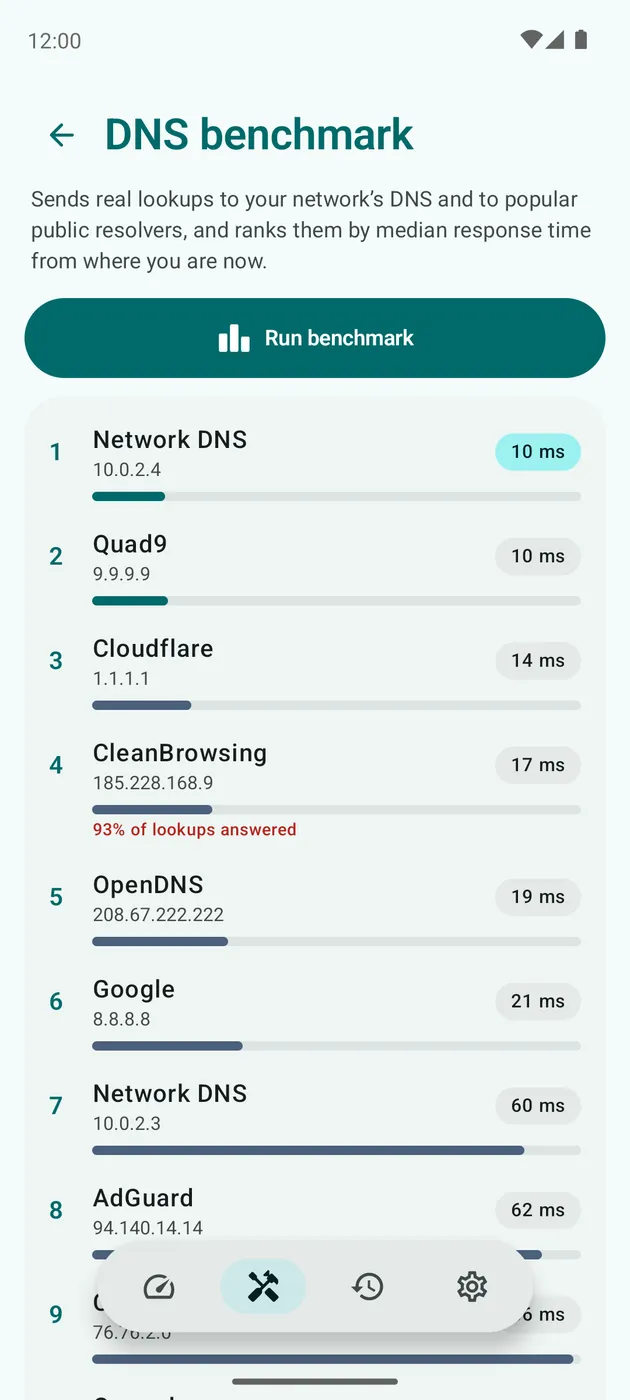 12:00
DNS benchmark
Sends real lookups to your network's DNS and to popular
public resolvers, and ranks them by median response time
from where you are now.
Run benchmark
1
Network DNS
10 ms
10.0.2.4
2
Quad9
10 ms
9.9.9.9
3
Cloudflare
14 ms
1.1.1.1
4
CleanBrowsing
17 ms
185.228.168.9
93% of lookups answered
5
OpenDNS
19 ms
208.67.222.222
6
Google
21 ms
8.8.8.8
7
Network DNS
60 ms
10.0.2.3
8
AdGuard
62 ms
94.140.14.14
9
76.76.2.0